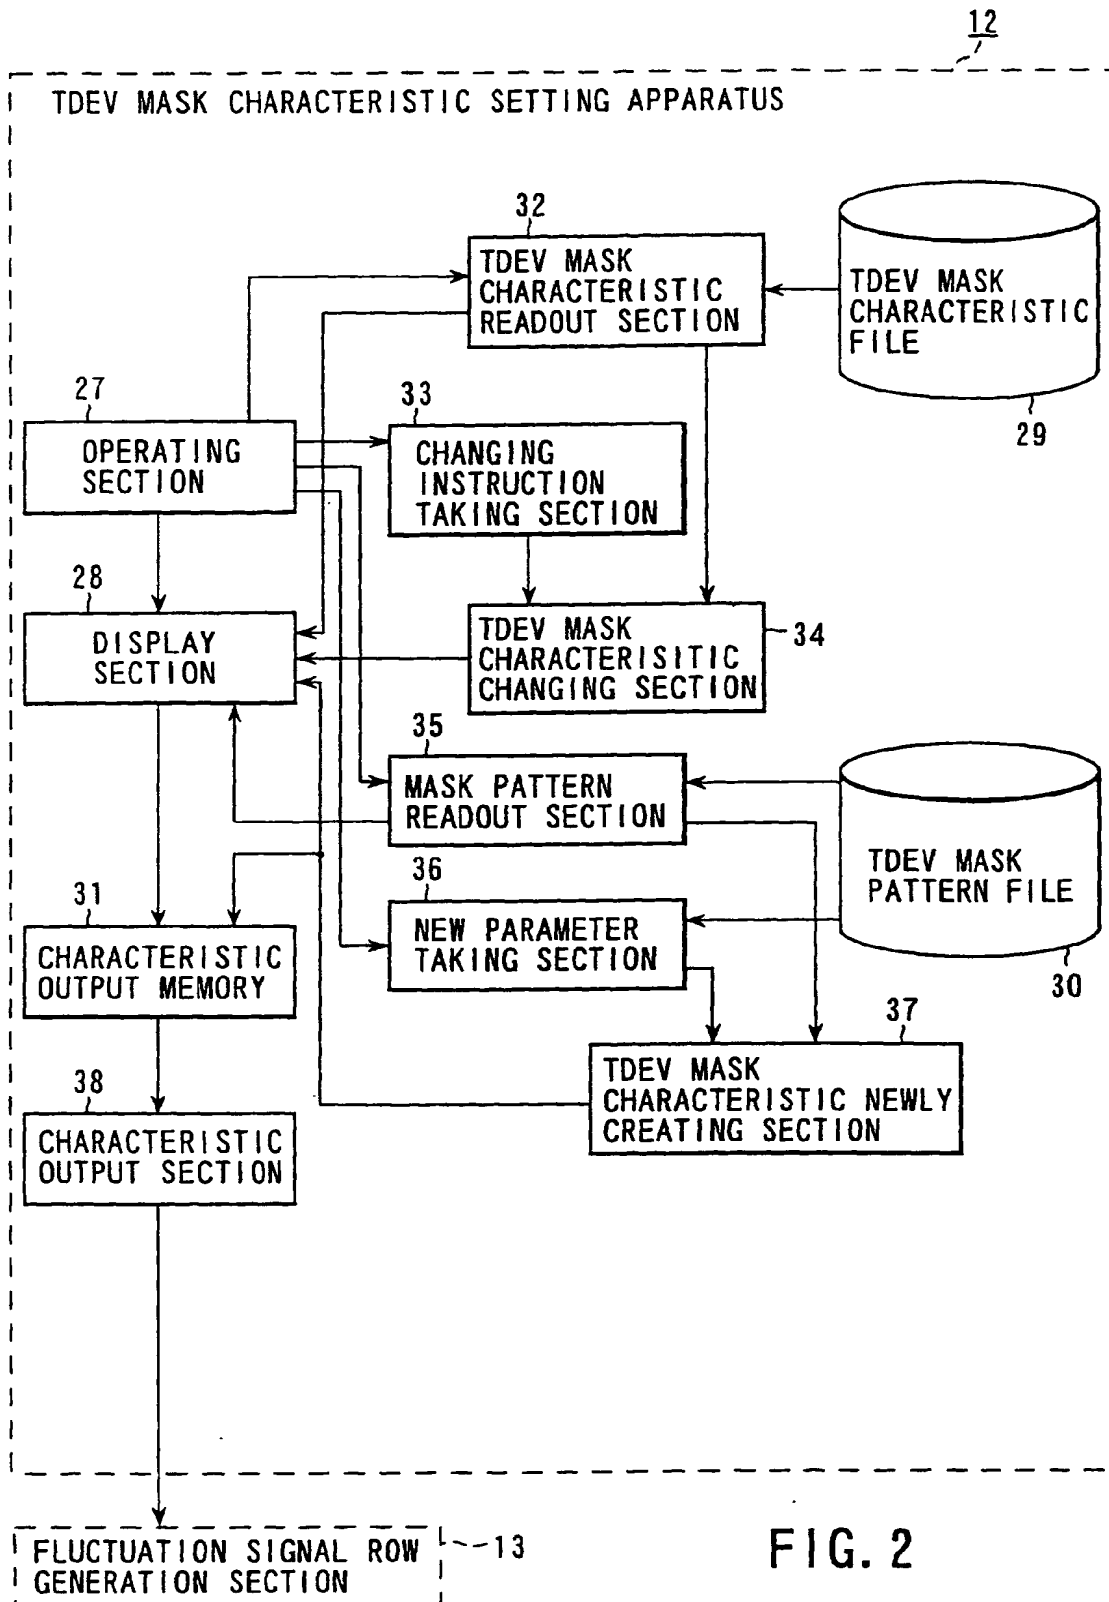 12
TDEV MASK CHARACTERISTIC SETTING APPARATUS
32
TDEV MASK
CHARACTERISTIC
READOUT SECTION
TDEV MASK
CHARACTERISTIC
FILE
29
27
OPERATING
SECTION
33
CHANGING
INSTRUCTION
TAKING SECTION
28
DISPLAY
SECTION
TDEV MASK
CHARACTERISITIC
CHANGING SECTION
34
35
MASK PATTERN
READOUT SECTION
TDEV MASK
PATTERN FILE
30
36
NEW PARAMETER
TAKING SECTION
31
CHARACTERISTIC
OUTPUT MEMORY
37
TDEV MASK
CHARACTERISTIC NEWLY
CREATING SECTION
38
CHARACTERISTIC
OUTPUT SECTION
FLUCTUATION SIGNAL ROW
GENERATION SECTION
13
FIG. 2